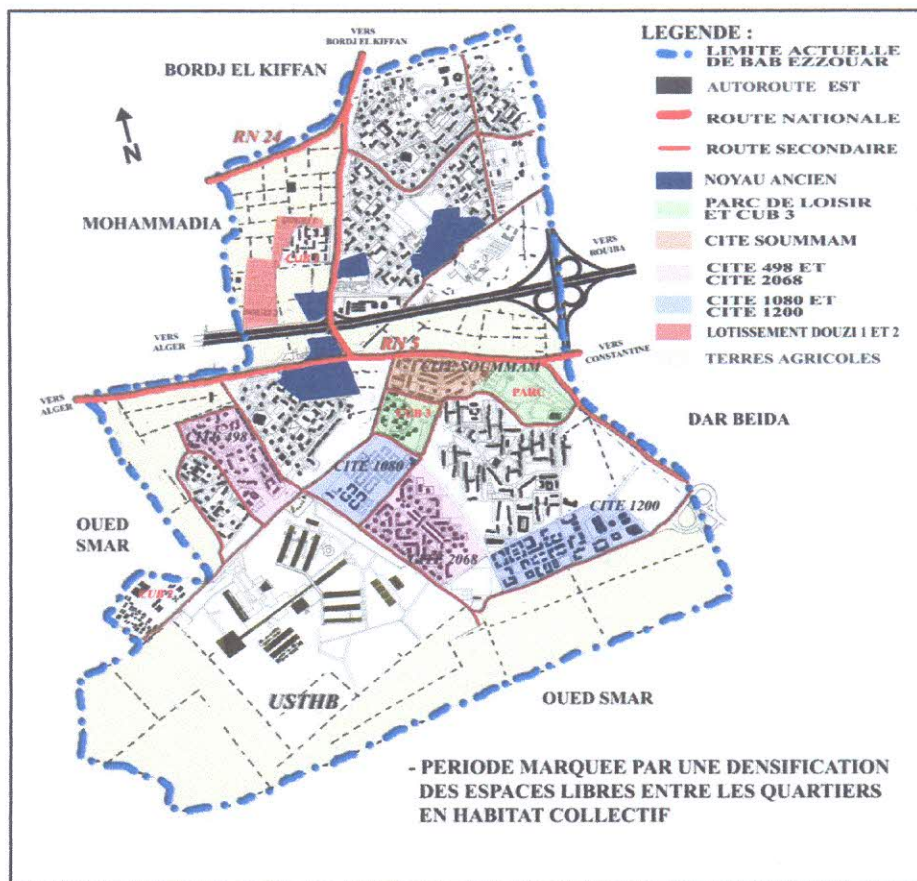 VERS
BORDJ EL KIFFAN
BORDJ EL KIFFAN
N
RN 24
MOHAMMADIA
VERS
ROUIBA
VERS
ALGER
RN 5
VERS
CONSTANTINE
VERS
ALGER
CITE SOUMMAM
PARC
CUB 3
DAR BEIDA
CITE 498
CITE 1080
CITE 1200
CITE 2068
OUED
SMAR
USTHB
OUED SMAR
LEGENDE :
LIMITE ACTUELLE
DE BAB EZZOUAR
AUTOROUTE EST
ROUTE NATIONALE
ROUTE SECONDAIRE
NOYAU ANCIEN
PARC DE LOISIR
ET CUB 3
CITE SOUMMAM
CITE 498 ET
CITE 2068
CITE 1080 ET
CITE 1200
LOTISSEMENT DOUZI 1 ET 2
TERRES AGRICOLES
- PERIODE MARQUEE PAR UNE DENSIFICATION
DES ESPACES LIBRES ENTRE LES QUARTIERS
EN HABITAT COLLECTIF